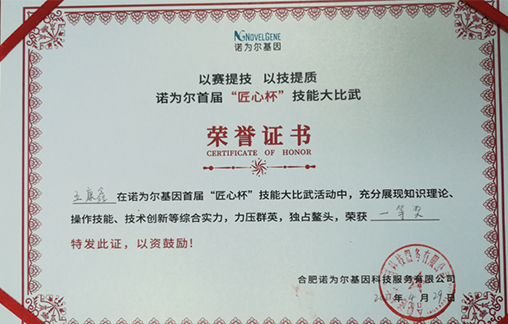 NOVELGENE
诺为尔基因
以赛提技 以技提质
诺为尔首届“匠心杯”技能大比武
荣誉证书
CERTIFICATE OF HONOR
在诺为尔基因首届“匠心杯”技能大比武活动中，充分展现知识理论、
操作技能、技术创新等综合实力，力压群英，独占鳌头，荣获 一等奖
特发此证，以资鼓励！
合肥诺为尔基因科技服务有限公司
年 4 月 29 日